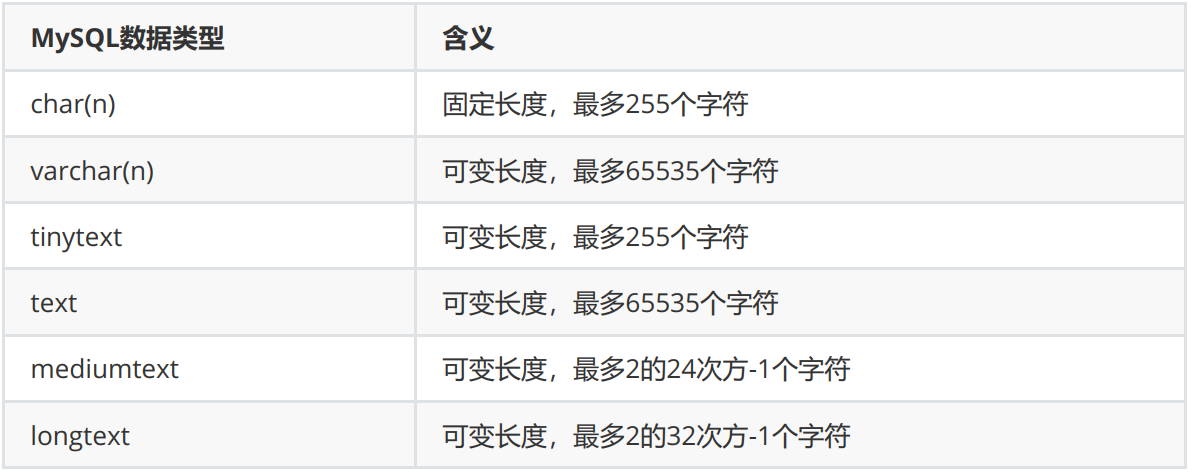 MySQL数据类型 含义
char(n) 固定长度，最多255个字符
varchar(n) 可变长度，最多65535个字符
tinytext 可变长度，最多255个字符
text 可变长度，最多65535个字符
mediumtext 可变长度，最多2的24次方-1个字符
longtext 可变长度，最多2的32次方-1个字符